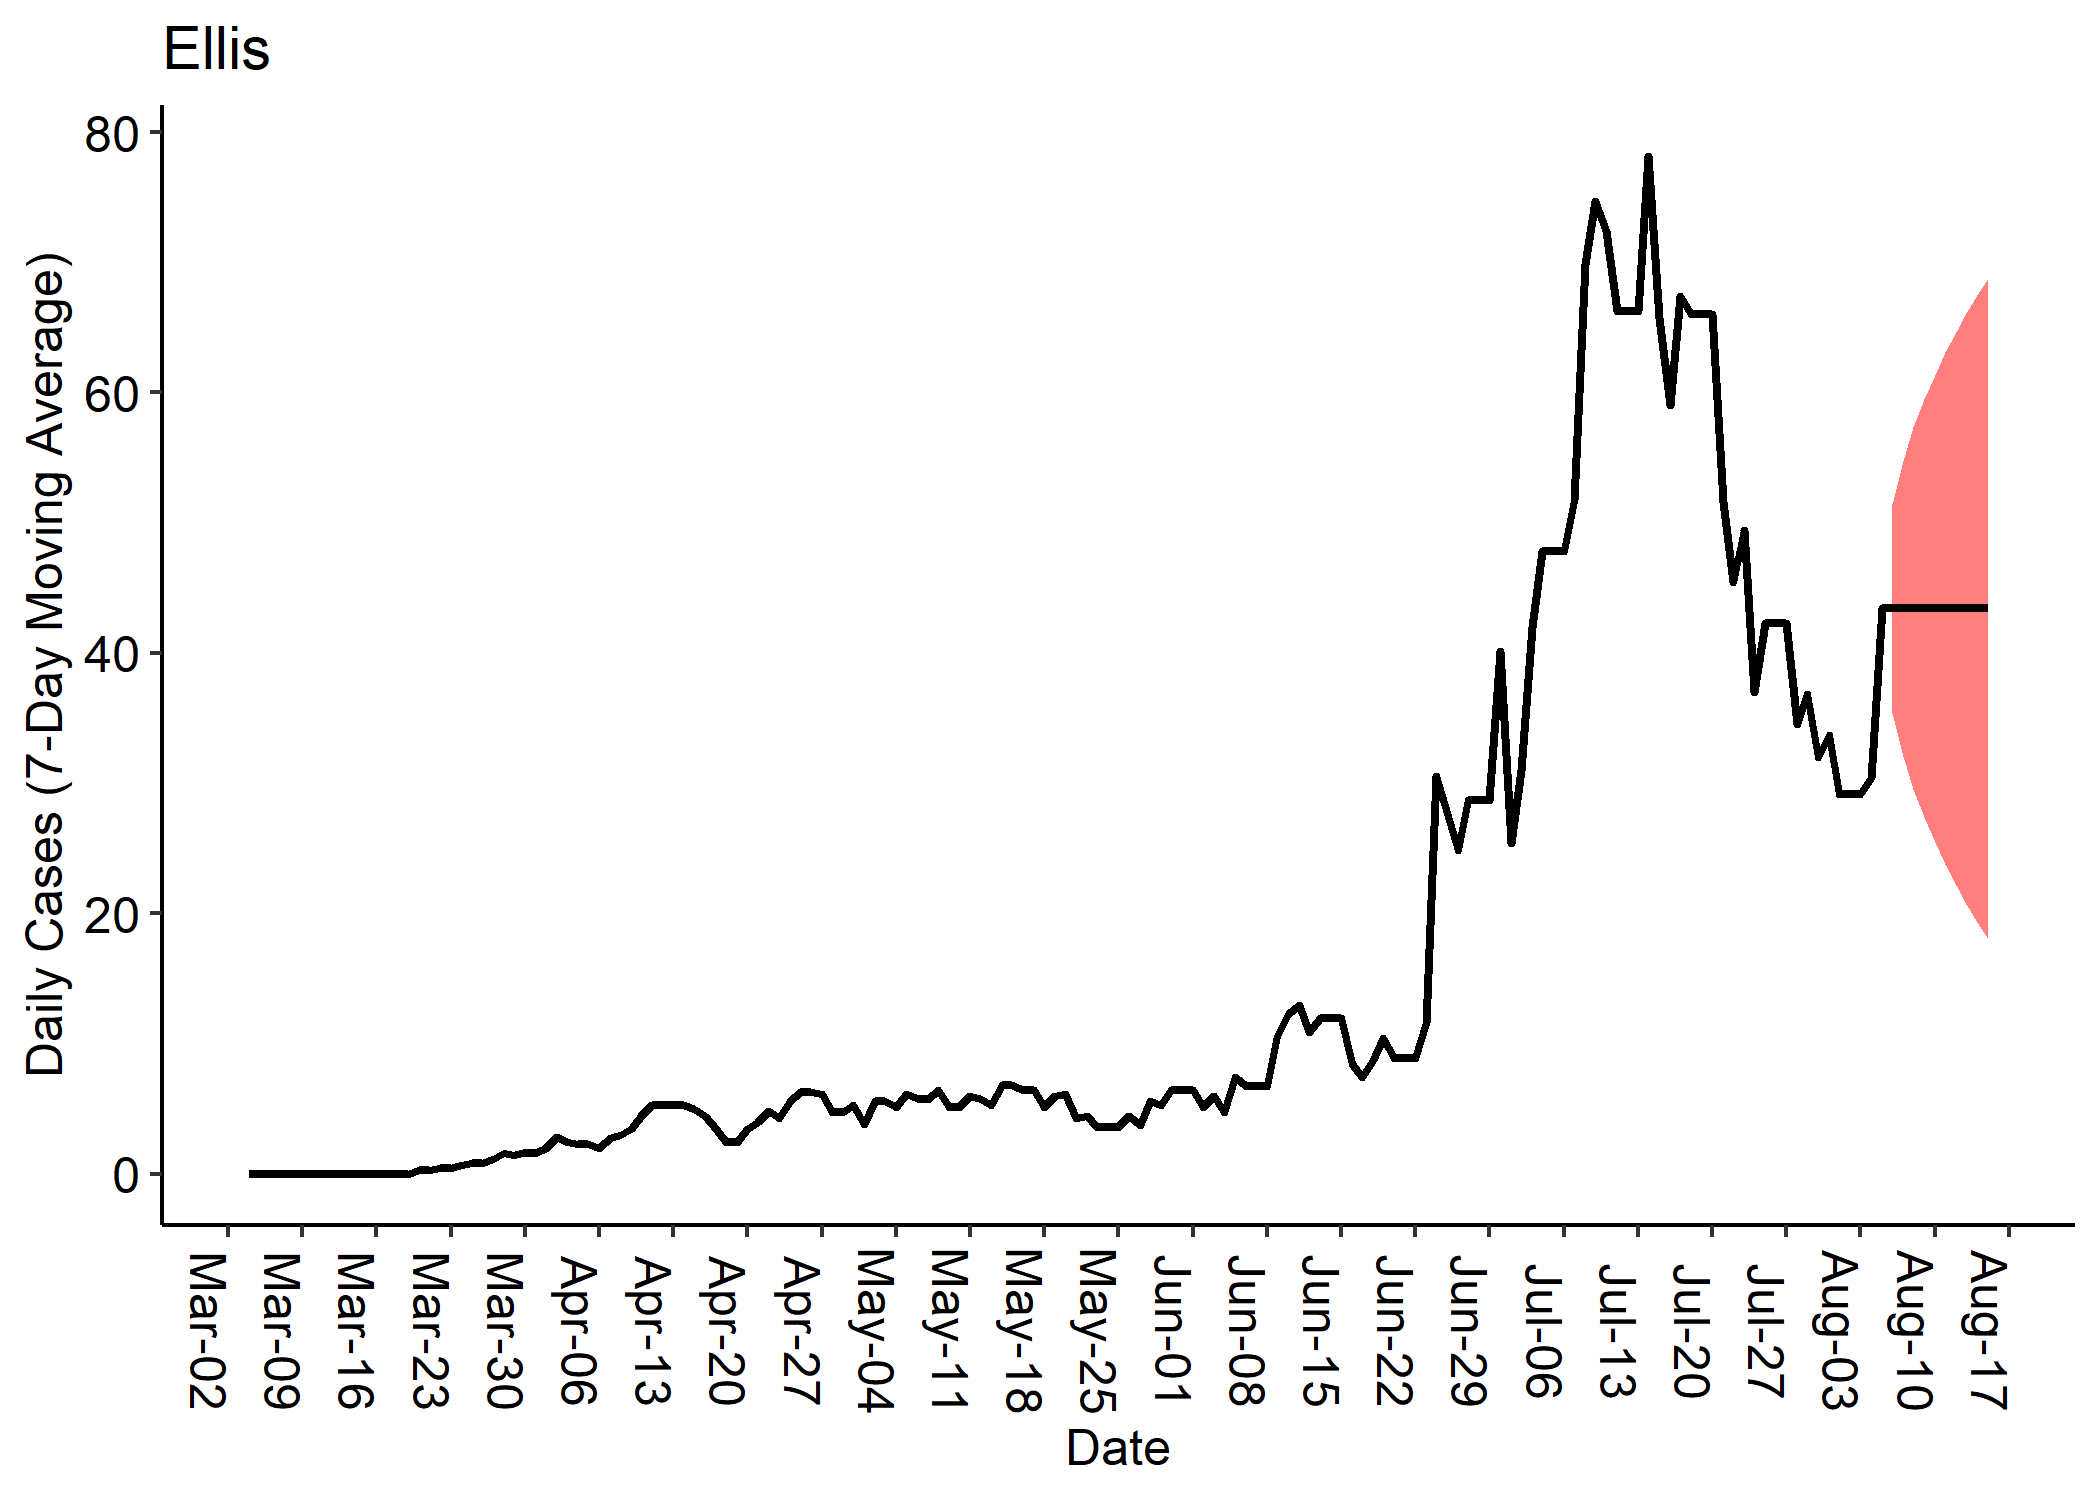 Ellis
Daily Cases (7-Day Moving Average)
80
60
40
20
0
Mar-02
Mar-09
Mar-16
Mar-23
Mar-30
Apr-06
Apr-13
Apr-20
Apr-27
May-04
May-11
May-18
May-25
Jun-01
Jun-08
Jun-15
Jun-22
Jun-29
Jul-06
Jul-13
Jul-20
Jul-27
Aug-03
Aug-10
Aug-17
Date